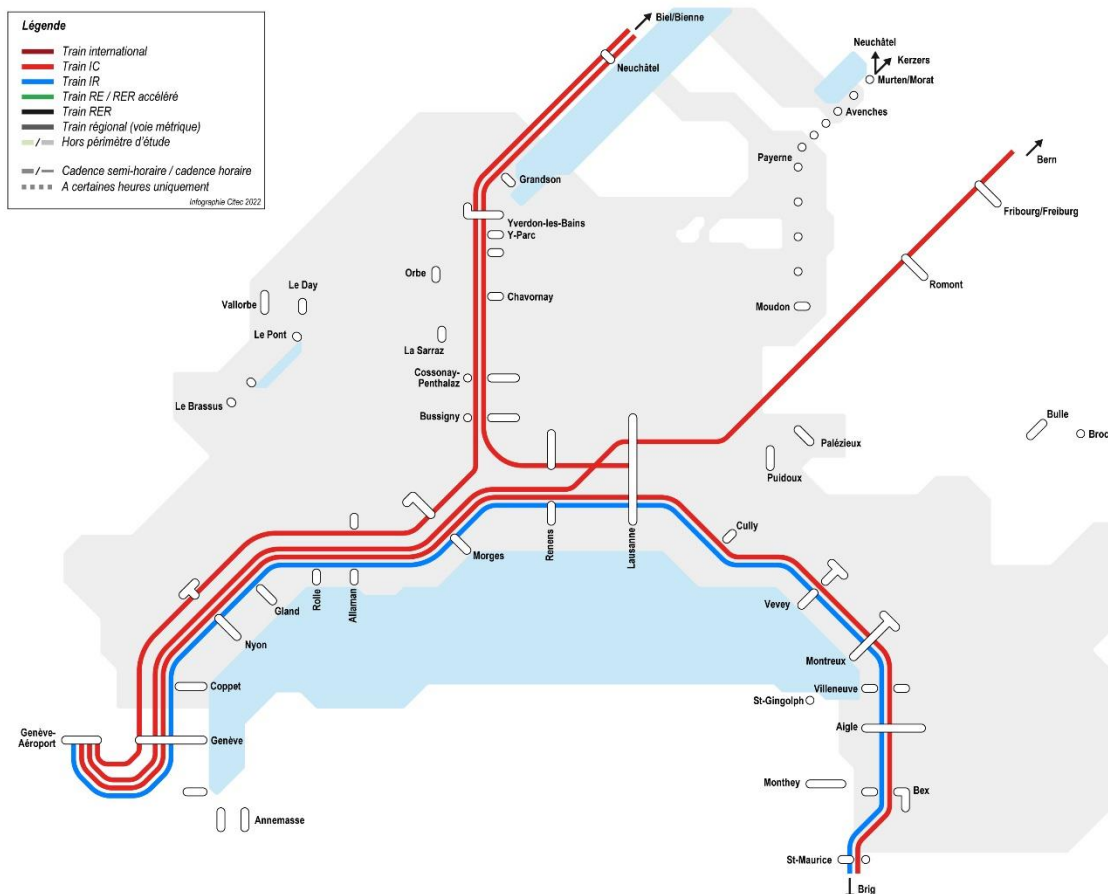 Légende
Train international
Train IC
Train IR
Train RE / RER accéléré
Train RER
Train régional (voie métrique)
/ Hors périmètre d'étude
/ Cadence semi-horaire / cadence horaire
A certaines heures uniquement
Infographie Citec 2022
Biel/Bienne
Neuchâtel
Neuchâtel
Kerzers
Murten/Morat
Avenches
Payerne
Bern
Grandson
Fribourg/Freiburg
Yverdon-les-Bains
Y-Parc
Orbe
Romont
Le Day
Chavornay
Vallorbe
Moudon
Le Pont
La Sarraz
Cossonay-
Penthalaz
Le Brassus
Bussigny
Bulle
Broc
Palézieux
Puidoux
Cully
Morges
Renens
Lausanne
Rolle
Allaman
Gland
Vevey
Nyon
Montreux
Coppet
Villeneuve
St-Gingolph
Aigle
Genève-
Aéroport
Genève
Monthey
Bex
Annemasse
St-Maurice
Brig